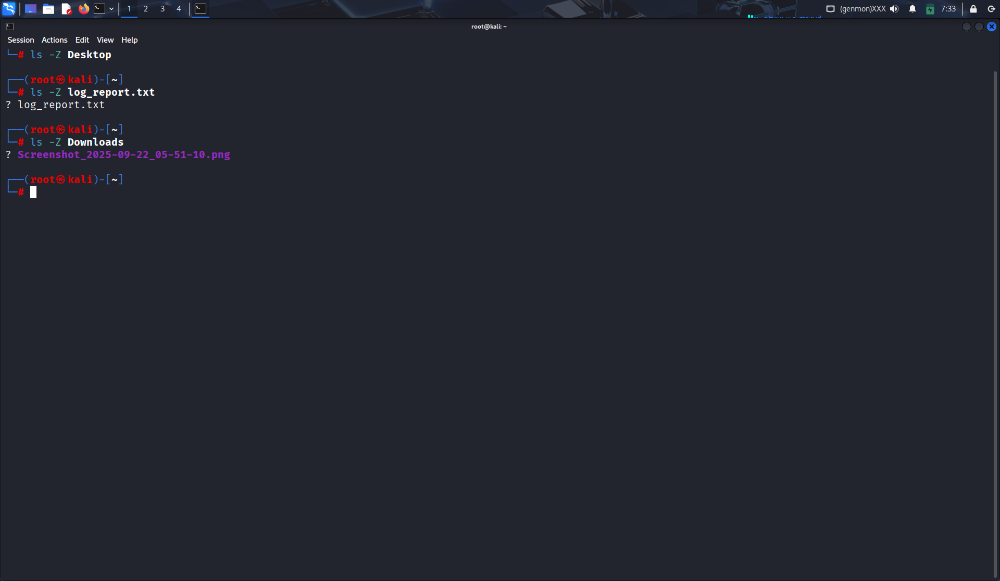 1 2 3 4 (genmon)XXX 7:33
root@kali: ~
Session Actions Edit View Help
└─# ls -Z Desktop
┌──(root㉿kali)-[~]
└─# ls -Z log_report.txt
? log_report.txt
┌──(root㉿kali)-[~]
└─# ls -Z Downloads
? Screenshot_2025-09-22_05-51-10.png
┌──(root㉿kali)-[~]
└─#